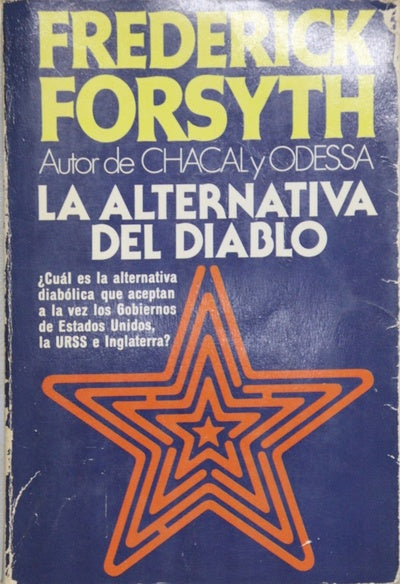 FREDERICK
FORSYTH
Autor de CHACAL y ODESSA
LA ALTERNATIVA
DEL DIABLO
¿Cuál es la alternativa
diabólica que aceptan
a la vez los Gobiernos
de Estados Unidos,
la URSS e Inglaterra?